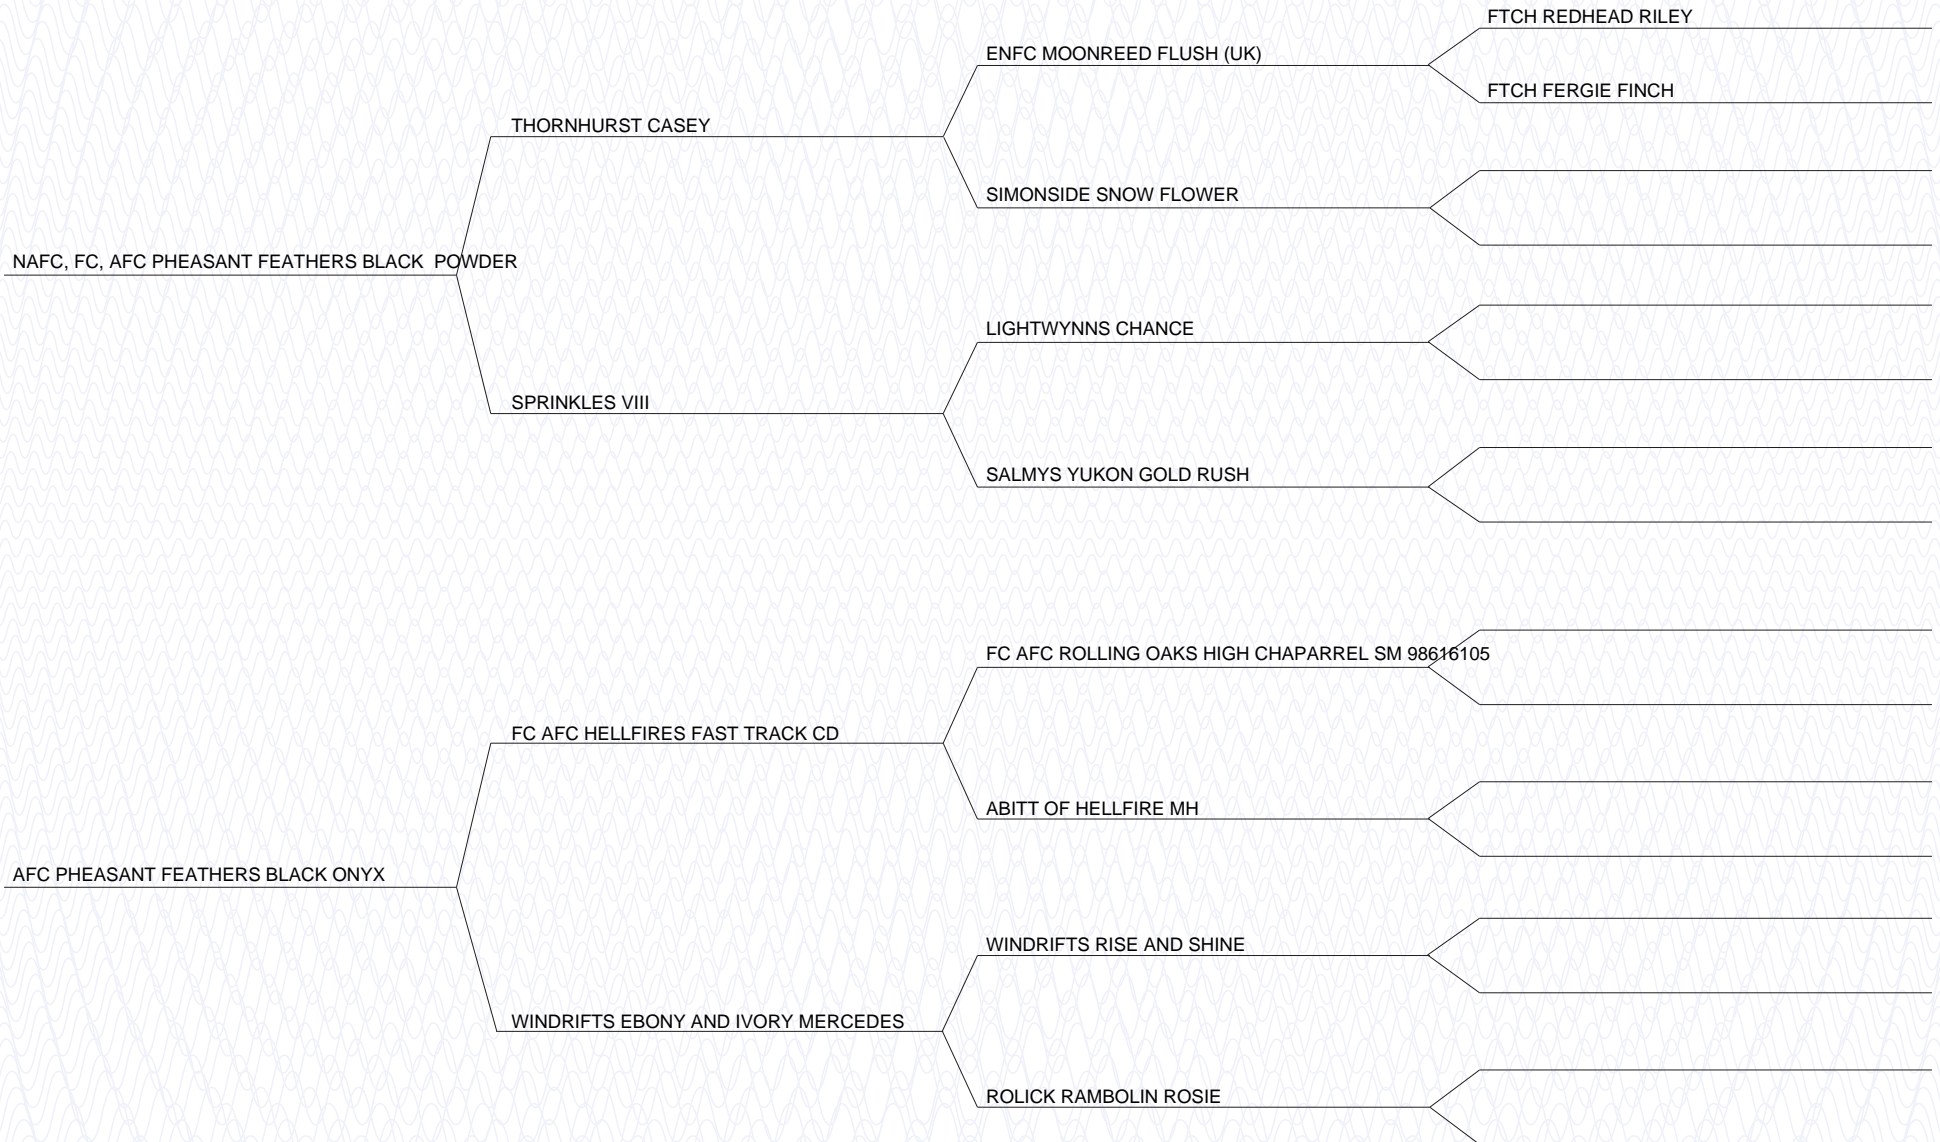 FTCH REDHEAD RILEY
ENFC MOONREED FLUSH (UK)
FTCH FERGIE FINCH
THORNHURST CASEY
SIMONSIDE SNOW FLOWER
NAFC, FC, AFC PHEASANT FEATHERS BLACK  POWDER
LIGHTWYNNS CHANCE
SPRINKLES VIII
SALMYS YUKON GOLD RUSH
FC AFC ROLLING OAKS HIGH CHAPARREL SM 98616105
FC AFC HELLFIRES FAST TRACK CD
ABITT OF HELLFIRE MH
AFC PHEASANT FEATHERS BLACK ONYX
WINDRIFTS RISE AND SHINE
WINDRIFTS EBONY AND IVORY MERCEDES
ROLICK RAMBOLIN ROSIE